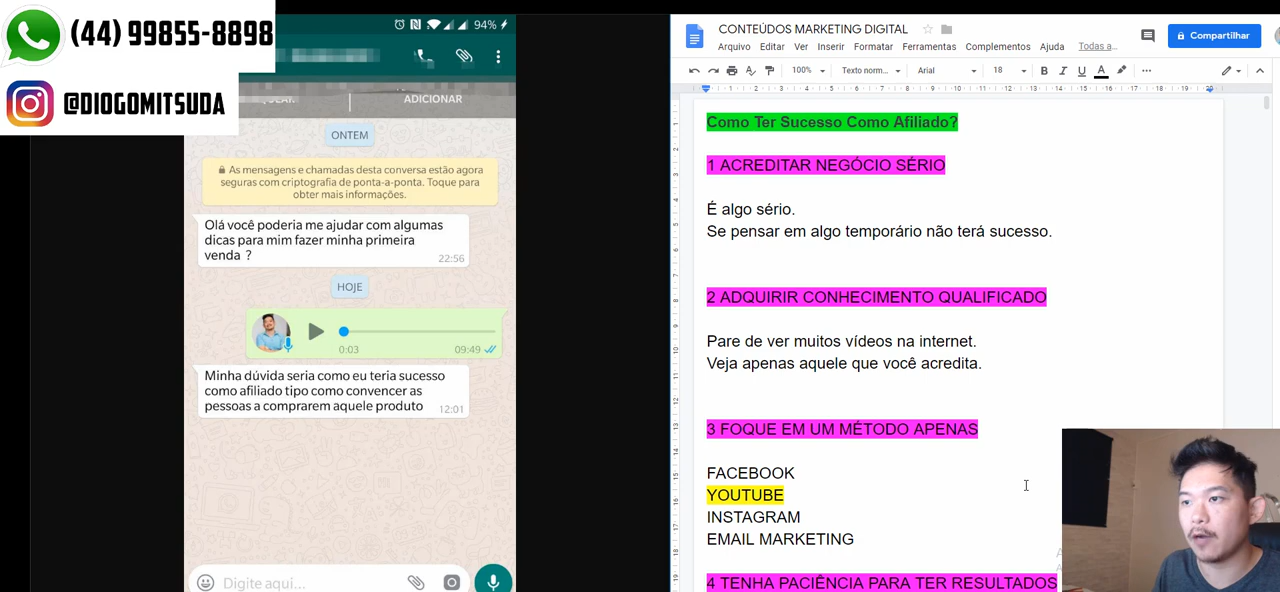 (44) 99855-8898
@DIOGOMITSUDA
94%
ADICIONAR
ONTEM
As mensagens e chamadas desta conversa estão agora
seguras com criptografia de ponta-a-ponta. Toque para
obter mais informações.
Olá você poderia me ajudar com algumas
dicas para mim fazer minha primeira
venda ?
22:56
HOJE
0:03
09:49
Minha dúvida seria como eu teria sucesso
como afiliado tipo como convencer as
pessoas a comprarem aquele produto
12:01
Digite aqui...
CONTEÚDOS MARKETING DIGITAL
Compartilhar
Arquivo Editar Ver Inserir Formatar Ferramentas Complementos Ajuda Todas a...
100% Texto norm... Arial 18 B I U A
Como Ter Sucesso Como Afiliado?
1 ACREDITAR NEGÓCIO SÉRIO
É algo sério.
Se pensar em algo temporário não terá sucesso.
2 ADQUIRIR CONHECIMENTO QUALIFICADO
Pare de ver muitos vídeos na internet.
Veja apenas aquele que você acredita.
3 FOQUE EM UM MÉTODO APENAS
FACEBOOK
YOUTUBE
INSTAGRAM
EMAIL MARKETING
4 TENHA PACIÊNCIA PARA TER RESULTADOS